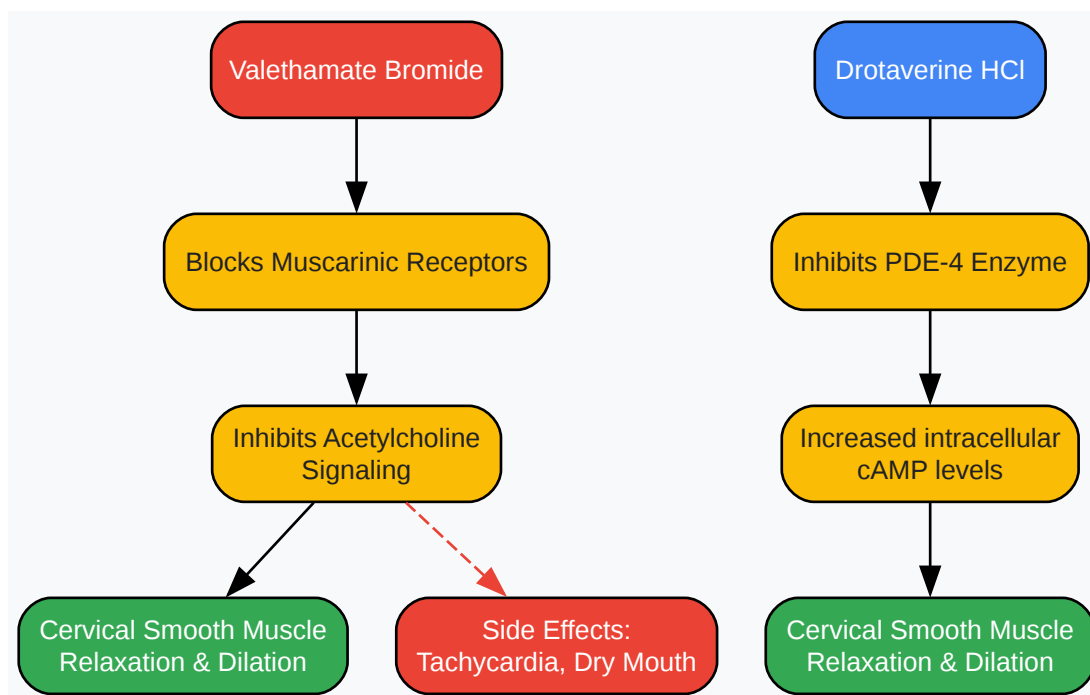 Valethamate Bromide
Drotaverine HCl
Blocks Muscarinic Receptors
Inhibits PDE-4 Enzyme
Inhibits Acetylcholine
Signaling
Increased intracellular
cAMP levels
Cervical Smooth Muscle
Relaxation & Dilation
Side Effects:
Tachycardia, Dry Mouth
Cervical Smooth Muscle
Relaxation & Dilation